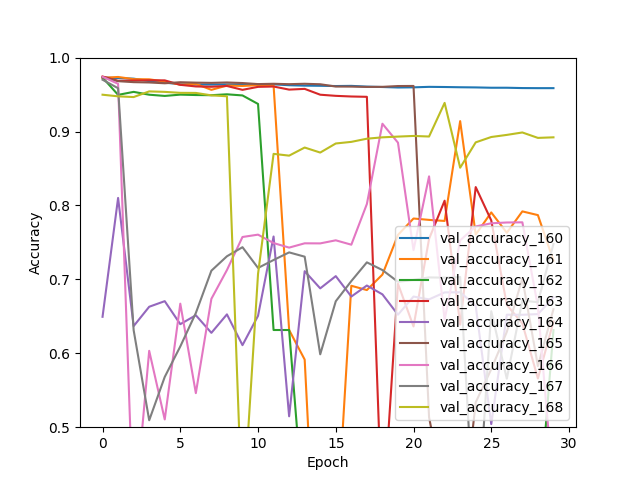 1.0
0.9
0.8
0.7
0.6
0.5
Accuracy
0
5
10
15
20
25
30
Epoch
val_accuracy_160
val_accuracy_161
val_accuracy_162
val_accuracy_163
val_accuracy_164
val_accuracy_165
val_accuracy_166
val_accuracy_167
val_accuracy_168